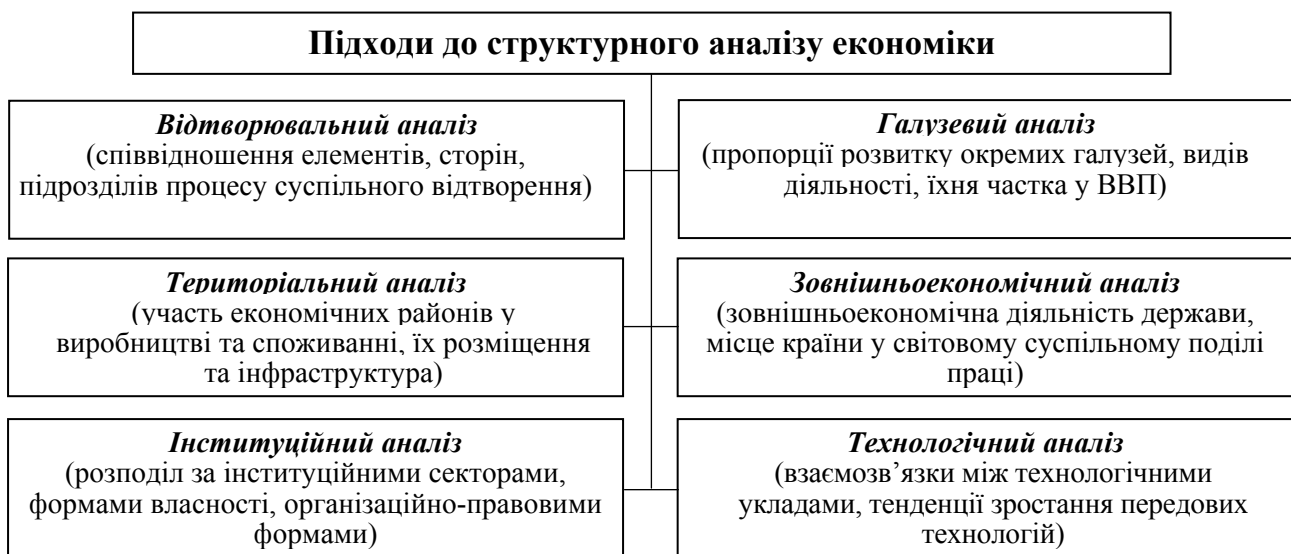 Підходи до структурного аналізу економіки
Відтворювальний аналіз
(співвідношення елементів, сторін,
підрозділів процесу суспільного відтворення)
Галузевий аналіз
(пропорції розвитку окремих галузей, видів
діяльності, їхня частка у ВВП)
Територіальний аналіз
(участь економічних районів у
виробництві та споживанні, їх розміщення
та інфраструктура)
Зовнішньоекономічний аналіз
(зовнішньоекономічна діяльність держави,
місце країни у світовому суспільному поділі
праці)
Інституційний аналіз
(розподіл за інституційними секторами,
формами власності, організаційно-правовими
формами)
Технологічний аналіз
(взаємозв’язки між технологічними
укладами, тенденції зростання передових
технологій)